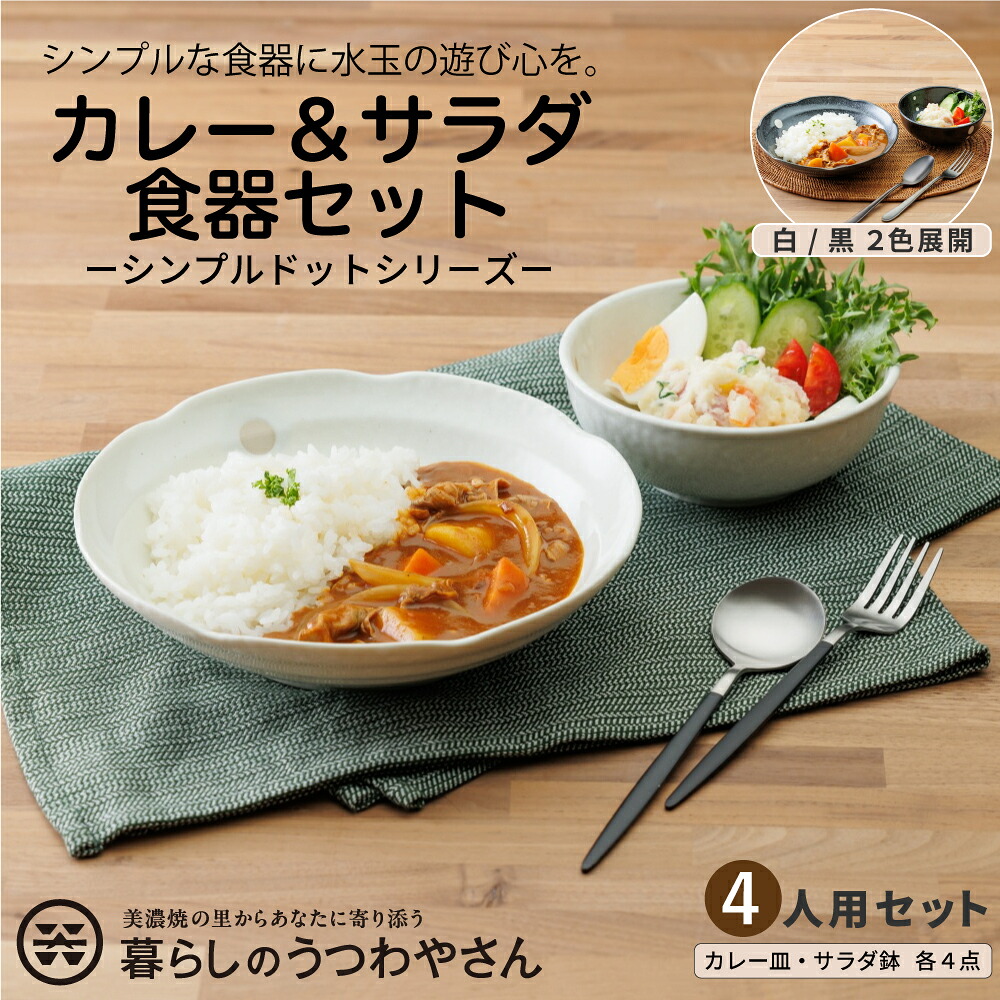 シンプルな食器に水玉の遊び心を。
カレー＆サラダ
食器セット
ーシンプルドットシリーズー
白 / 黒 2色展開
4人用セット
カレー皿・サラダ鉢 各4点
美濃焼の里からあなたに寄り添う
暮らしのうつわやさん